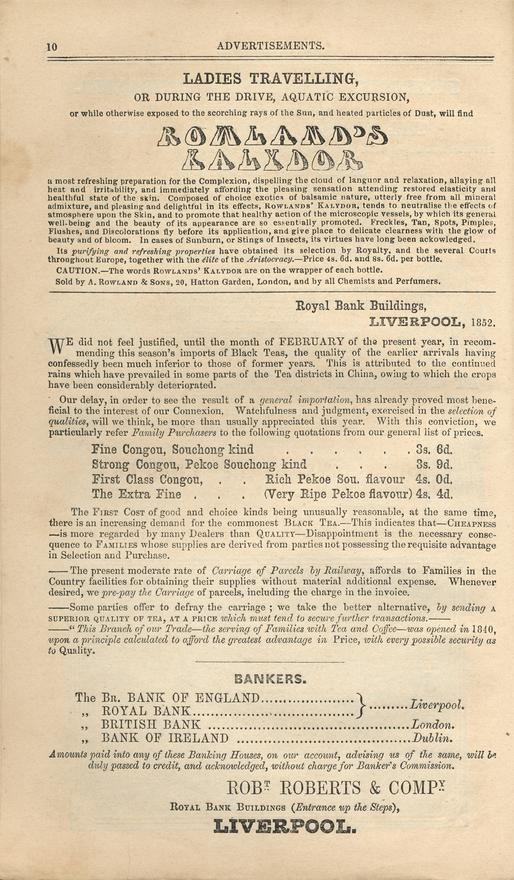 10
ADVERTISEMENTS.
LADIES TRAVELLING,
OR DURING THE DRIVE, AQUATIC EXCURSION,
or while otherwise exposed to the scorching rays of the Sun, and heated particles of Dust, will find
ROWLAND'S
KALYDOR
a most refreshing preparation for the Complexion, dispelling the cloud of languor and relaxation, allaying all
heat and irritability, and immediately affording the pleasing sensation attending restored elasticity and
healthful state of the skin. Composed of choice exotics of balsamic nature, utterly free from all mineral
admixture, and pleasing and delightful in its effects, ROWLANDS' KALYDOR, tends to neutralise the effects of
atmosphere upon the Skin, and to promote that healthy action of the microscopic vessels, by which its general
well-being and the beauty of its appearance are so essentially promoted. Freckles, Tan, Spots, Pimples,
Flushes, and Discolorations fly before its application, and give place to delicate clearness with the glow of
beauty and of bloom. In cases of Sunburn, or Stings of Insects, its virtues have long been acknowledged.
Its purifying and refreshing properties have obtained its selection by Royalty, and the several Courts
throughout Europe, together with the élite of the Aristocracy.—Price 4s. 6d. and 8s. 6d. per bottle.
CAUTION.—The words ROWLANDS' KALYDOR are on the wrapper of each bottle.
Sold by A. ROWLAND & SONS, 20, Hatton Garden, London, and by all Chemists and Perfumers.
Royal Bank Buildings,
LIVERPOOL, 1852.
WE did not feel justified, until the month of FEBRUARY of the present year, in recom-
mending this season's imports of Black Teas, the quality of the earlier arrivals having
confessedly been much inferior to those of former years. This is attributed to the continued
rains which have prevailed in some parts of the Tea districts in China, owing to which the crops
have been considerably deteriorated.
Our delay, in order to see the result of a general importation, has already proved most bene-
ficial to the interest of our Connexion. Watchfulness and judgment, exercised in the selection of
qualities, will we think, be more than usually appreciated this year. With this conviction, we
particularly refer Family Purchasers to the following quotations from our general list of prices.
Fine Congou, Souchong kind . . . . . . 3s. 6d.
Strong Congou, Pekoe Souchong kind . . . 3s. 9d.
First Class Congou, . . Rich Pekoe Sou. flavour 4s. 0d.
The Extra Fine . . . (Very Ripe Pekoe flavour) 4s. 4d.
The FIRST COST of good and choice kinds being unusually reasonable, at the same time,
there is an increasing demand for the commonest BLACK TEA.—This indicates that—CHEAPNESS
—is more regarded by many Dealers than QUALITY—Disappointment is the necessary conse-
quence to FAMILIES whose supplies are derived from parties not possessing the requisite advantage
in Selection and Purchase.
——The present moderate rate of Carriage of Parcels by Railway, affords to Families in the
Country facilities for obtaining their supplies without material additional expense. Whenever
desired, we pre-pay the Carriage of parcels, including the charge in the invoice.
——Some parties offer to defray the carriage ; we take the better alternative, by sending a
SUPERIOR QUALITY OF TEA, AT A PRICE which must tend to secure further transactions.——
——"This Branch of our Trade—the serving of Families with Tea and Coffee—was opened in 1840,
upon a principle calculated to afford the greatest advantage in Price, with every possible security as
to Quality.
BANKERS.
The BR. BANK OF ENGLAND.....................
„ ROYAL BANK.................................... } .........Liverpool.
„ BRITISH BANK .............................................London.
„ BANK OF IRELAND ........................................Dublin.
Amounts paid into any of these Banking Houses, on our account, advising us of the same, will be
duly passed to credit, and acknowledged, without charge for Banker's Commission.
ROBT ROBERTS & COMPY
ROYAL BANK BUILDINGS (Entrance up the Steps),
LIVERPOOL.